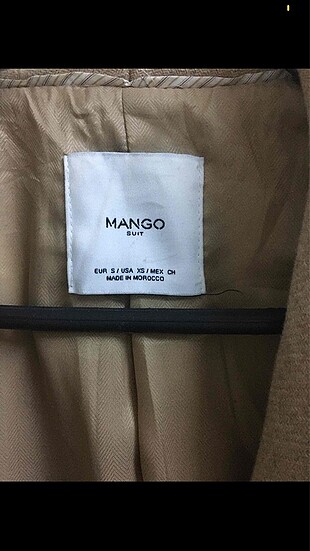 MANGO
SUIT
EUR S / USA XS / MEX CH
MADE IN MOROCCO